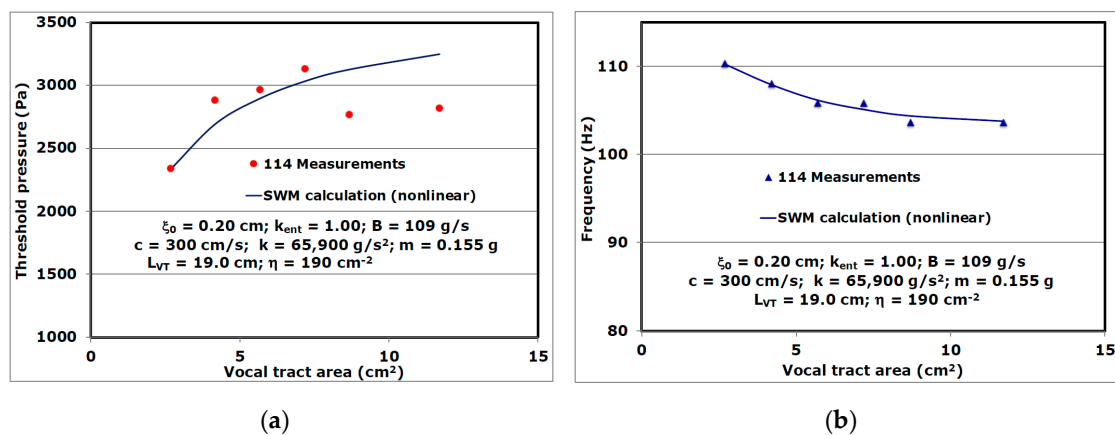 3500
3000
2500
2000
1500
1000
0
5
10
15
Threshold pressure (Pa)
Vocal tract area (cm²)
114 Measurements
SWM calculation (nonlinear)
ξ₀ = 0.20 cm; kₑₙₜ = 1.00; B = 109 g/s
c = 300 cm/s; k = 65,900 g/s²; m = 0.155 g
L_VT = 19.0 cm; η = 190 cm⁻²
(a)
110
100
90
80
0
5
10
15
Frequency (Hz)
Vocal tract area (cm²)
114 Measurements
SWM calculation (nonlinear)
ξ₀ = 0.20 cm; kₑₙₜ = 1.00; B = 109 g/s
c = 300 cm/s; k = 65,900 g/s²; m = 0.155 g
L_VT = 19.0 cm; η = 190 cm⁻²
(b)